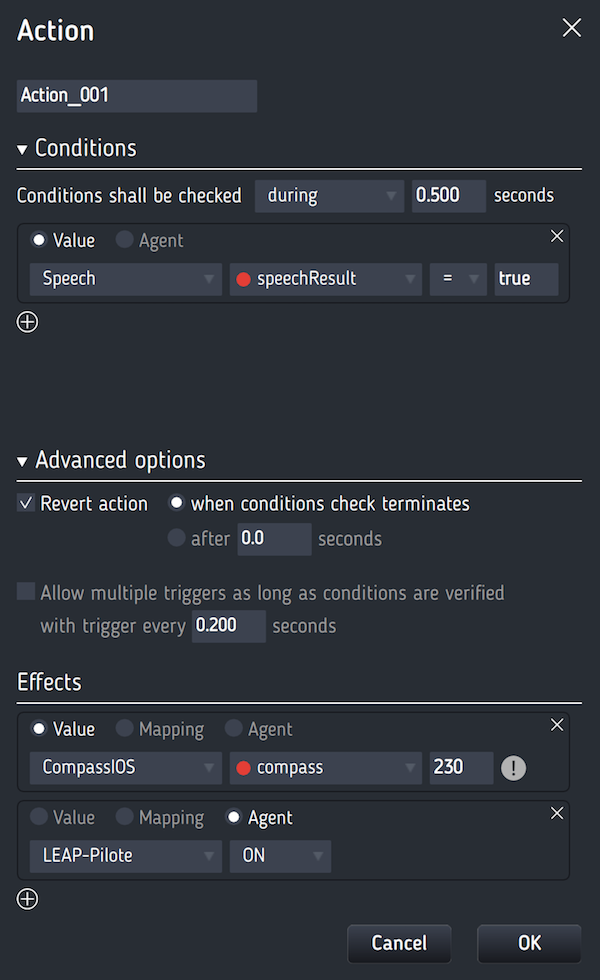 Action
Action_001
Conditions
Conditions shall be checked during 0.500 seconds
Value Agent
Speech speechResult = true
Advanced options
Revert action when conditions check terminates
after 0.0 seconds
Allow multiple triggers as long as conditions are verified
with trigger every 0.200 seconds
Effects
Value Mapping Agent
CompassIOS compass 230 !
Value Mapping Agent
LEAP-Pilote ON
Cancel OK